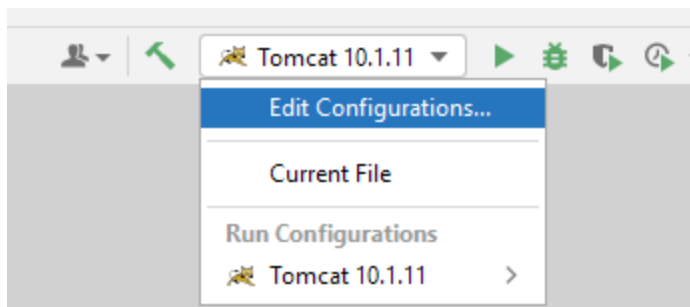 Tomcat 10.1.11
Edit Configurations...
Current File
Run Configurations
Tomcat 10.1.11